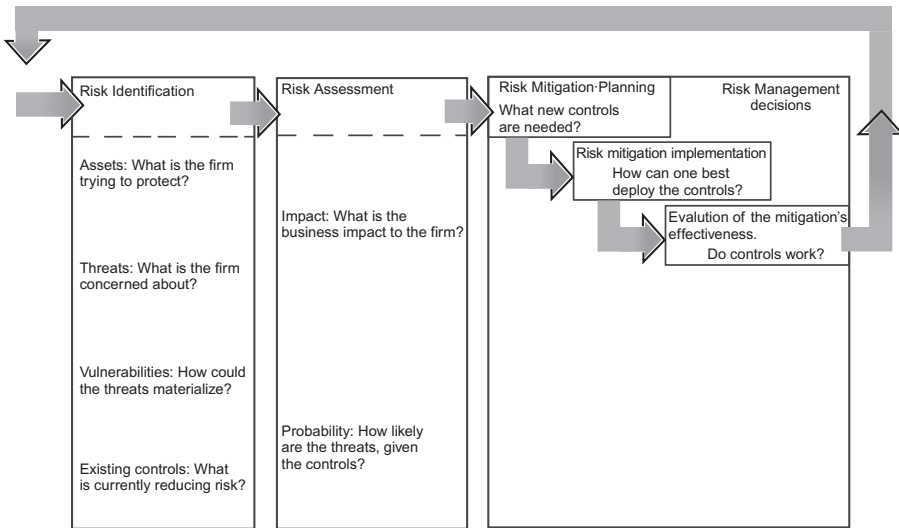 Risk Identification
Assets: What is the firm
trying to protect?
Threats: What is the firm
concerned about?
Vulnerabilities: How could
the threats materialize?
Existing controls: What
is currently reducing risk?
Risk Assessment
Impact: What is the
business impact to the firm?
Probability: How likely
are the threats, given
the controls?
Risk Mitigation·Planning
What new controls
are needed?
Risk Management
decisions
Risk mitigation implementation
How can one best
deploy the controls?
Evalution of the mitigation's
effectiveness.
Do controls work?